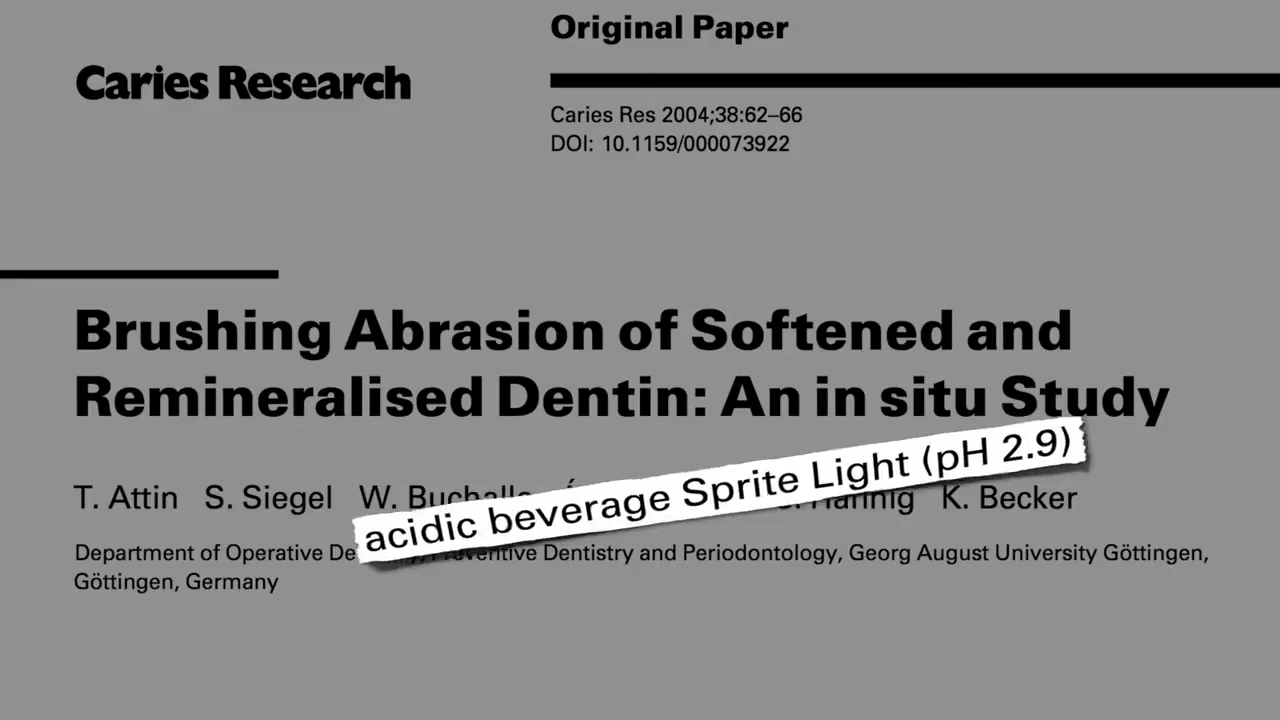 Original Paper
Caries Research
Caries Res 2004;38:62–66
DOI: 10.1159/000073922
Brushing Abrasion of Softened and
Remineralised Dentin: An in situ Study
acidic beverage Sprite Light (pH 2.9)
T. Attin S. Siegel W. K. Becker
Department of Operative Dentistry and Periodontology, Georg August University Göttingen,
Göttingen, Germany